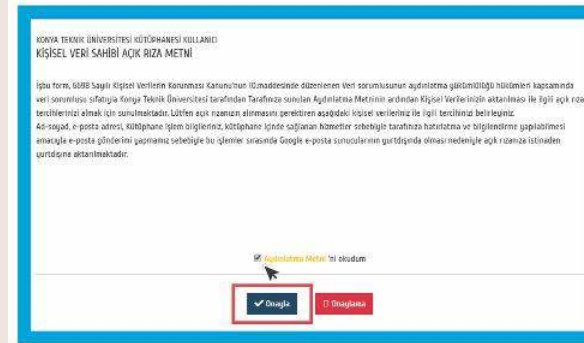 KONYA TEKNİK ÜNİVERSİTESİ KÜTÜPHANESİ KULLANICI
KİŞİSEL VERİ SAHİBİ AÇIK RIZA METNİ
İşbu form, 6698 Sayılı Kişisel Verilerin Korunması Kanunu'nun 10.maddesinde düzenlenen Veri sorumlusunun aydınlatma yükümlülüğü hükümleri kapsamında
veri sorumlusu sıfatıyla Konya Teknik Üniversitesi tarafından Tarafınıza sunulan Aydınlatma Metninin ardından Kişisel Verilerinizin aktarılması ile ilgili açık rıza
tercihlerinizi almak için sunulmaktadır. Lütfen açık rızanızın alınmasını gerektiren aşağıdaki kişisel verileriniz ile ilgili tercihinizi belirleyiniz.
Ad-soyad, e-posta adresi, Kütüphane işlem bilgileriniz, kütüphane içinde sağlanan hizmetler sebebiyle tarafınıza hatırlatma ve bilgilendirme yapılabilmesi
amacıyla e-posta gönderimi yapmamız sebebiyle bu işlemler sırasında Google e-posta sunucularının yurtdışında olması nedeniyle açık rızanıza istinaden
yurtdışına aktarılmaktadır.
Aydınlatma Metni 'ni okudum
Onayla
Onaylama